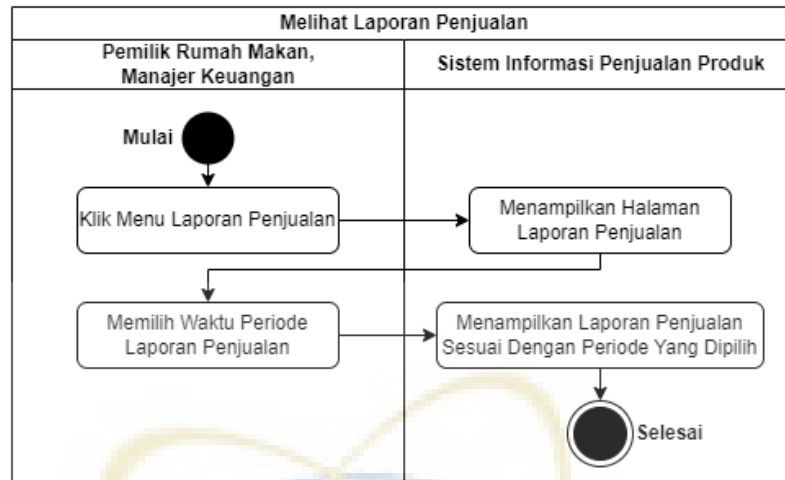 Melihat Laporan Penjualan
Pemilik Rumah Makan,
Manajer Keuangan
Sistem Informasi Penjualan Produk
Mulai
Klik Menu Laporan Penjualan
Menampilkan Halaman
Laporan Penjualan
Memilih Waktu Periode
Laporan Penjualan
Menampilkan Laporan Penjualan
Sesuai Dengan Periode Yang Dipilih
Selesai